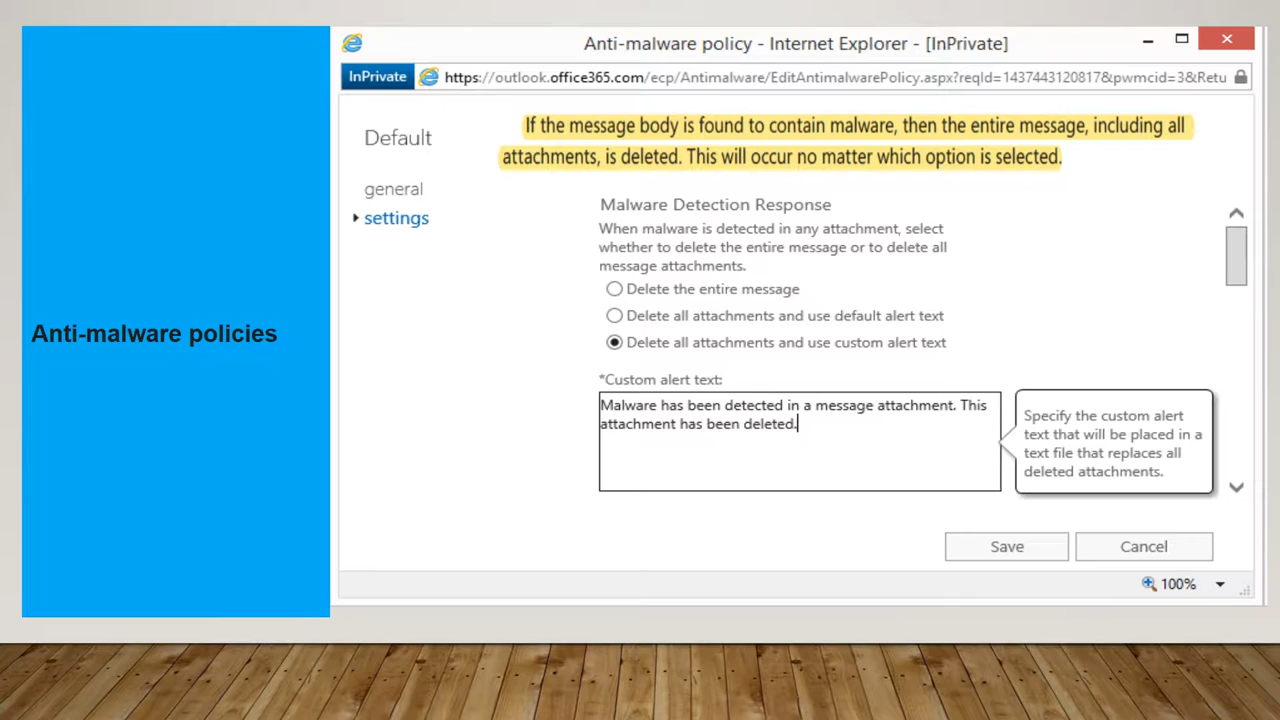 Anti-malware policies
Anti-malware policy - Internet Explorer - [InPrivate]
InPrivate
https://outlook.office365.com/ecp/Antimalware/EditAntimalwarePolicy.aspx?reqId=1437443120817&pwmcid=3&Retu
Default
general
settings
If the message body is found to contain malware, then the entire message, including all
attachments, is deleted. This will occur no matter which option is selected.
Malware Detection Response
When malware is detected in any attachment, select
whether to delete the entire message or to delete all
message attachments.
Delete the entire message
Delete all attachments and use default alert text
Delete all attachments and use custom alert text
*Custom alert text:
Malware has been detected in a message attachment. This
attachment has been deleted.
Specify the custom alert
text that will be placed in a
text file that replaces all
deleted attachments.
Save
Cancel
100%